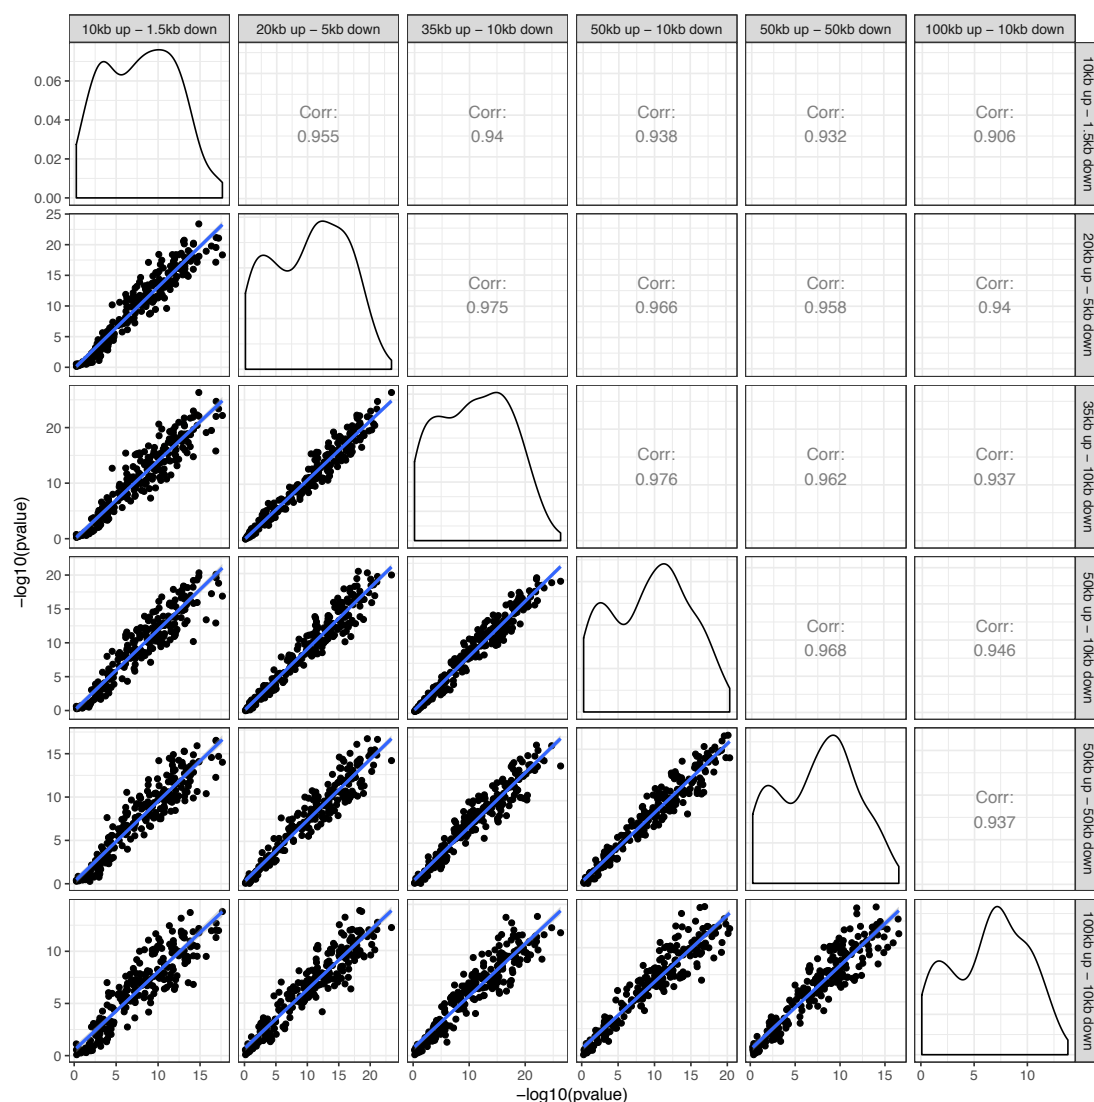 10kb up − 1.5kb down
20kb up − 5kb down
35kb up − 10kb down
50kb up − 10kb down
50kb up − 50kb down
100kb up − 10kb down
0.06
0.04
0.02
0.00
Corr:
0.955
Corr:
0.94
Corr:
0.938
Corr:
0.932
Corr:
0.906
10kb up − 1.5kb down
25
20
15
10
5
0
Corr:
0.975
Corr:
0.966
Corr:
0.958
Corr:
0.94
20kb up − 5kb down
20
10
0
Corr:
0.976
Corr:
0.962
Corr:
0.937
35kb up − 10kb down
−log10(pvalue)
20
15
10
5
0
Corr:
0.968
Corr:
0.946
50kb up − 10kb down
15
10
5
0
Corr:
0.937
50kb up − 50kb down
10
5
0
100kb up − 10kb down
0 5 10 15
0 5 10 15 20
0 10 20
0 5 10 15 20
0 5 10 15
0 5 10
−log10(pvalue)